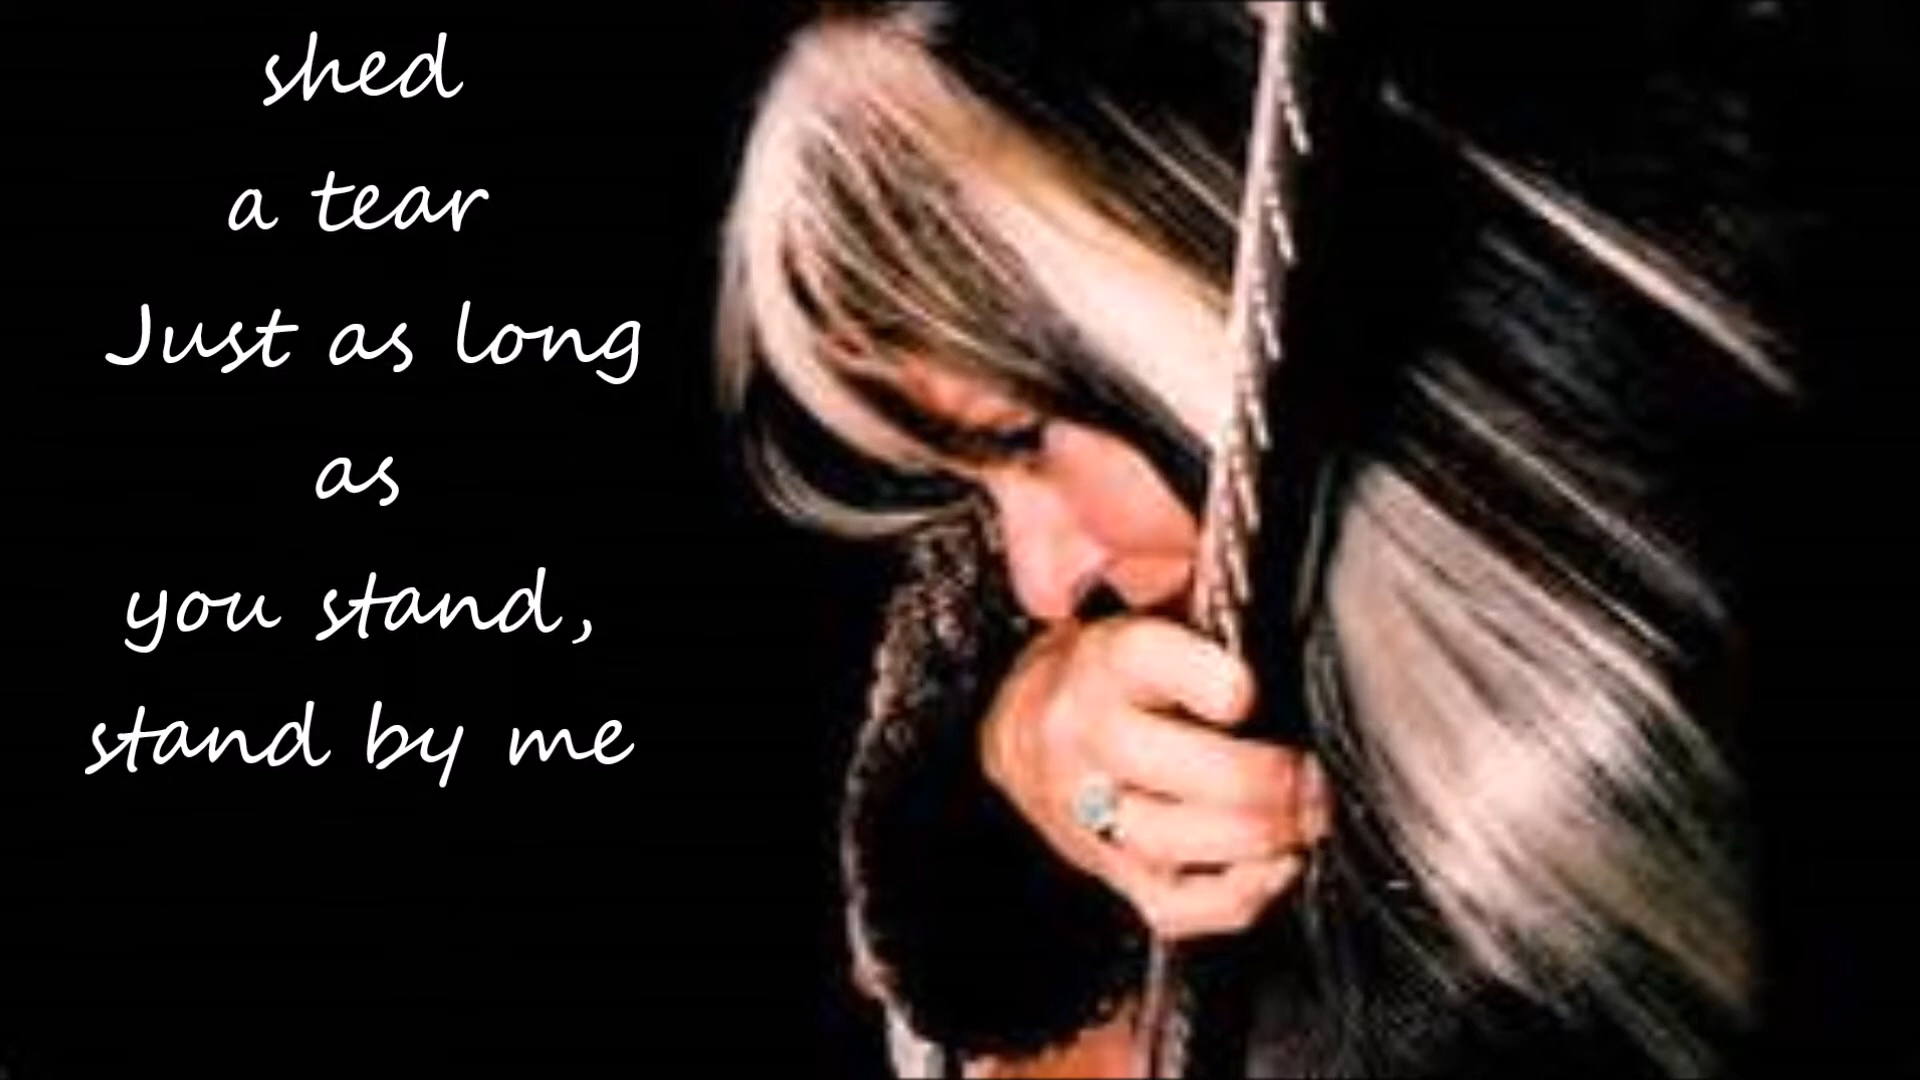 shed
a tear
Just as long
as
you stand,
stand by me